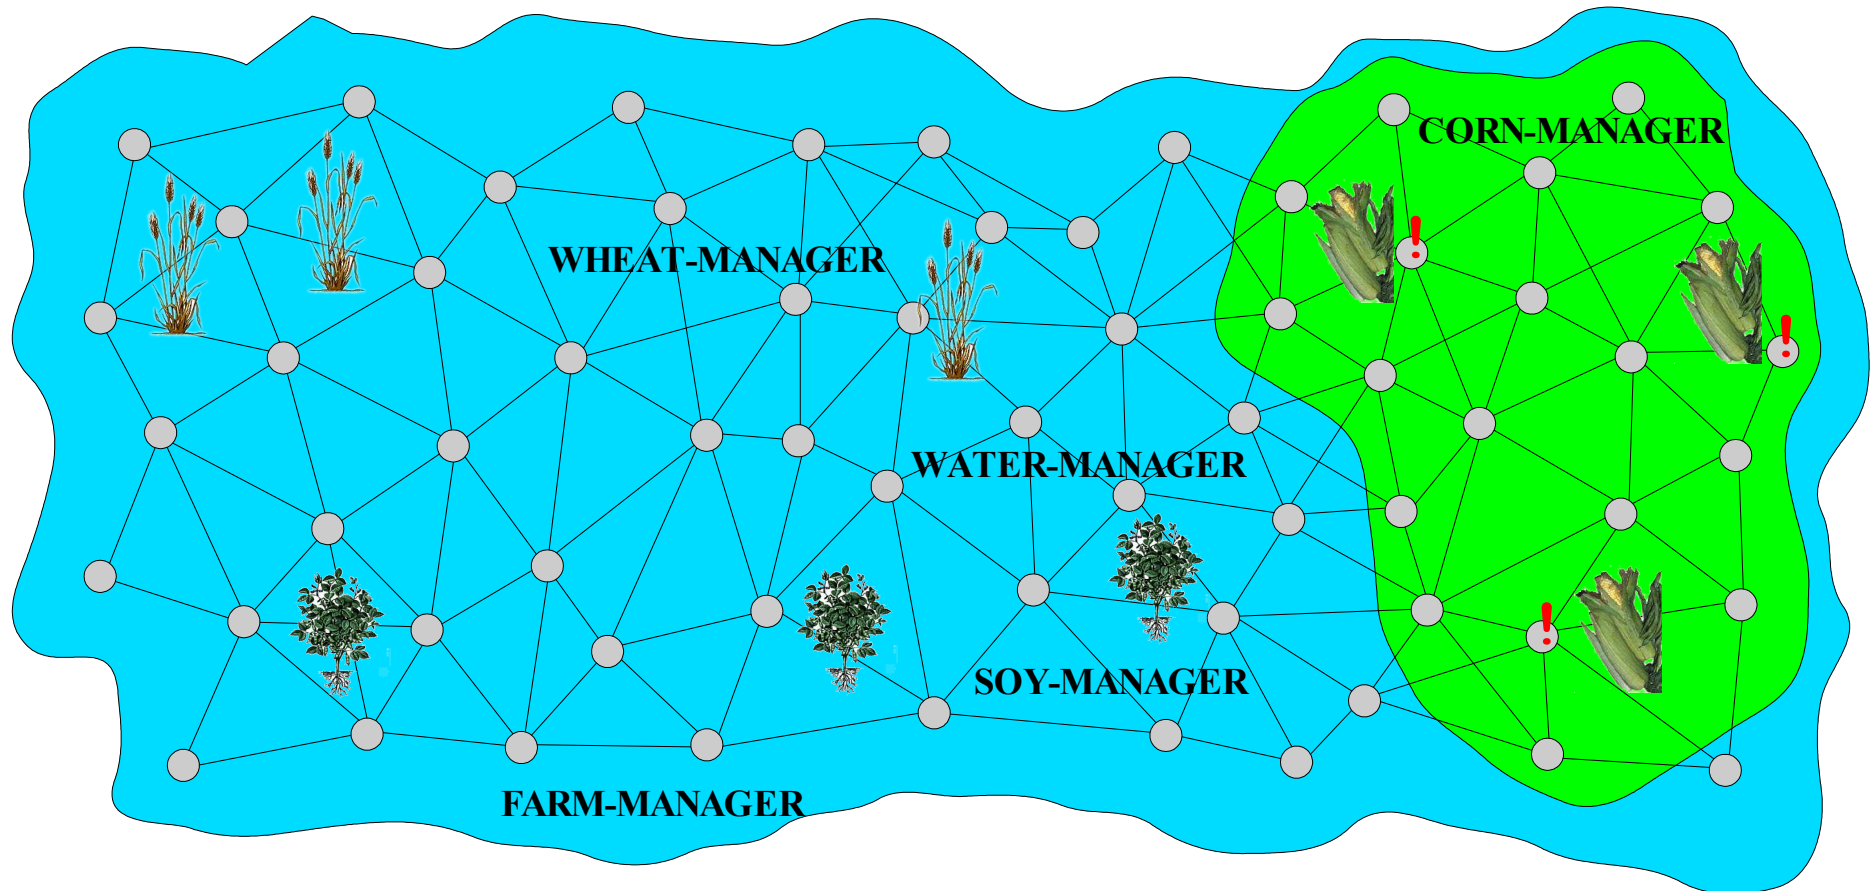 CORN-MANAGER
!
WHEAT-MANAGER
!
WATER-MANAGER
!
SOY-MANAGER
FARM-MANAGER